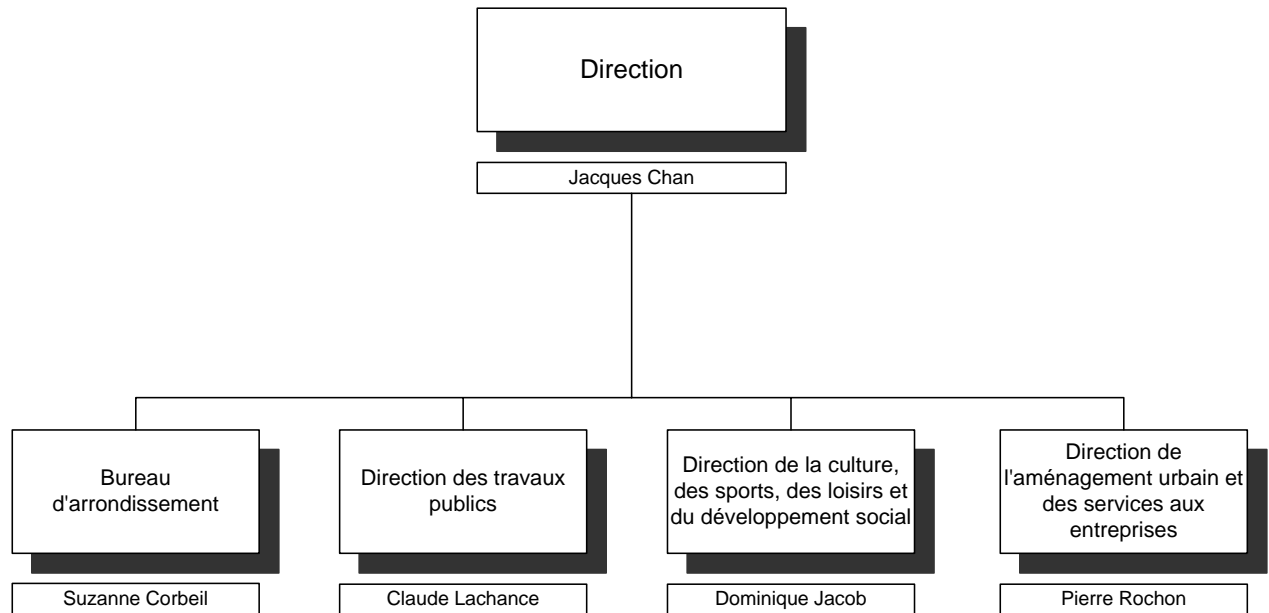 Direction
Jacques Chan
Bureau
d'arrondissement
Suzanne Corbeil
Direction des travaux
publics
Claude Lachance
Direction de la culture,
des sports, des loisirs et
du développement social
Dominique Jacob
Direction de
l'aménagement urbain et
des services aux
entreprises
Pierre Rochon